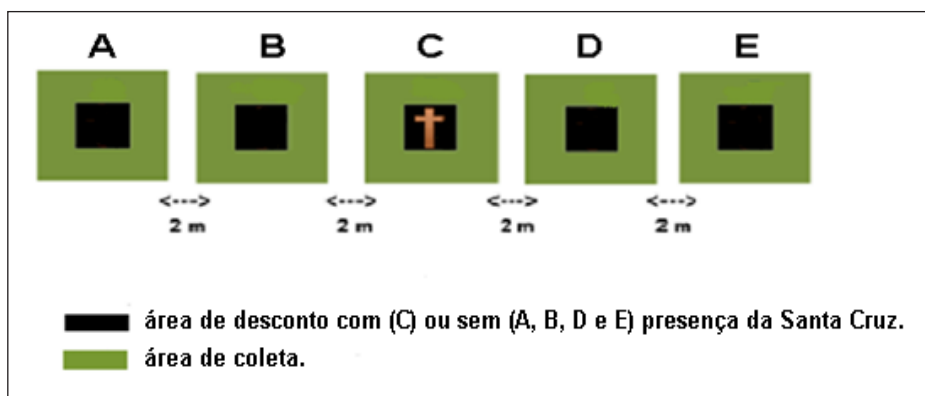 A B C D E
<---> <---> <---> <--->
2 m 2 m 2 m 2 m
área de desconto com (C) ou sem (A, B, D e E) presença da Santa Cruz.
área de coleta.